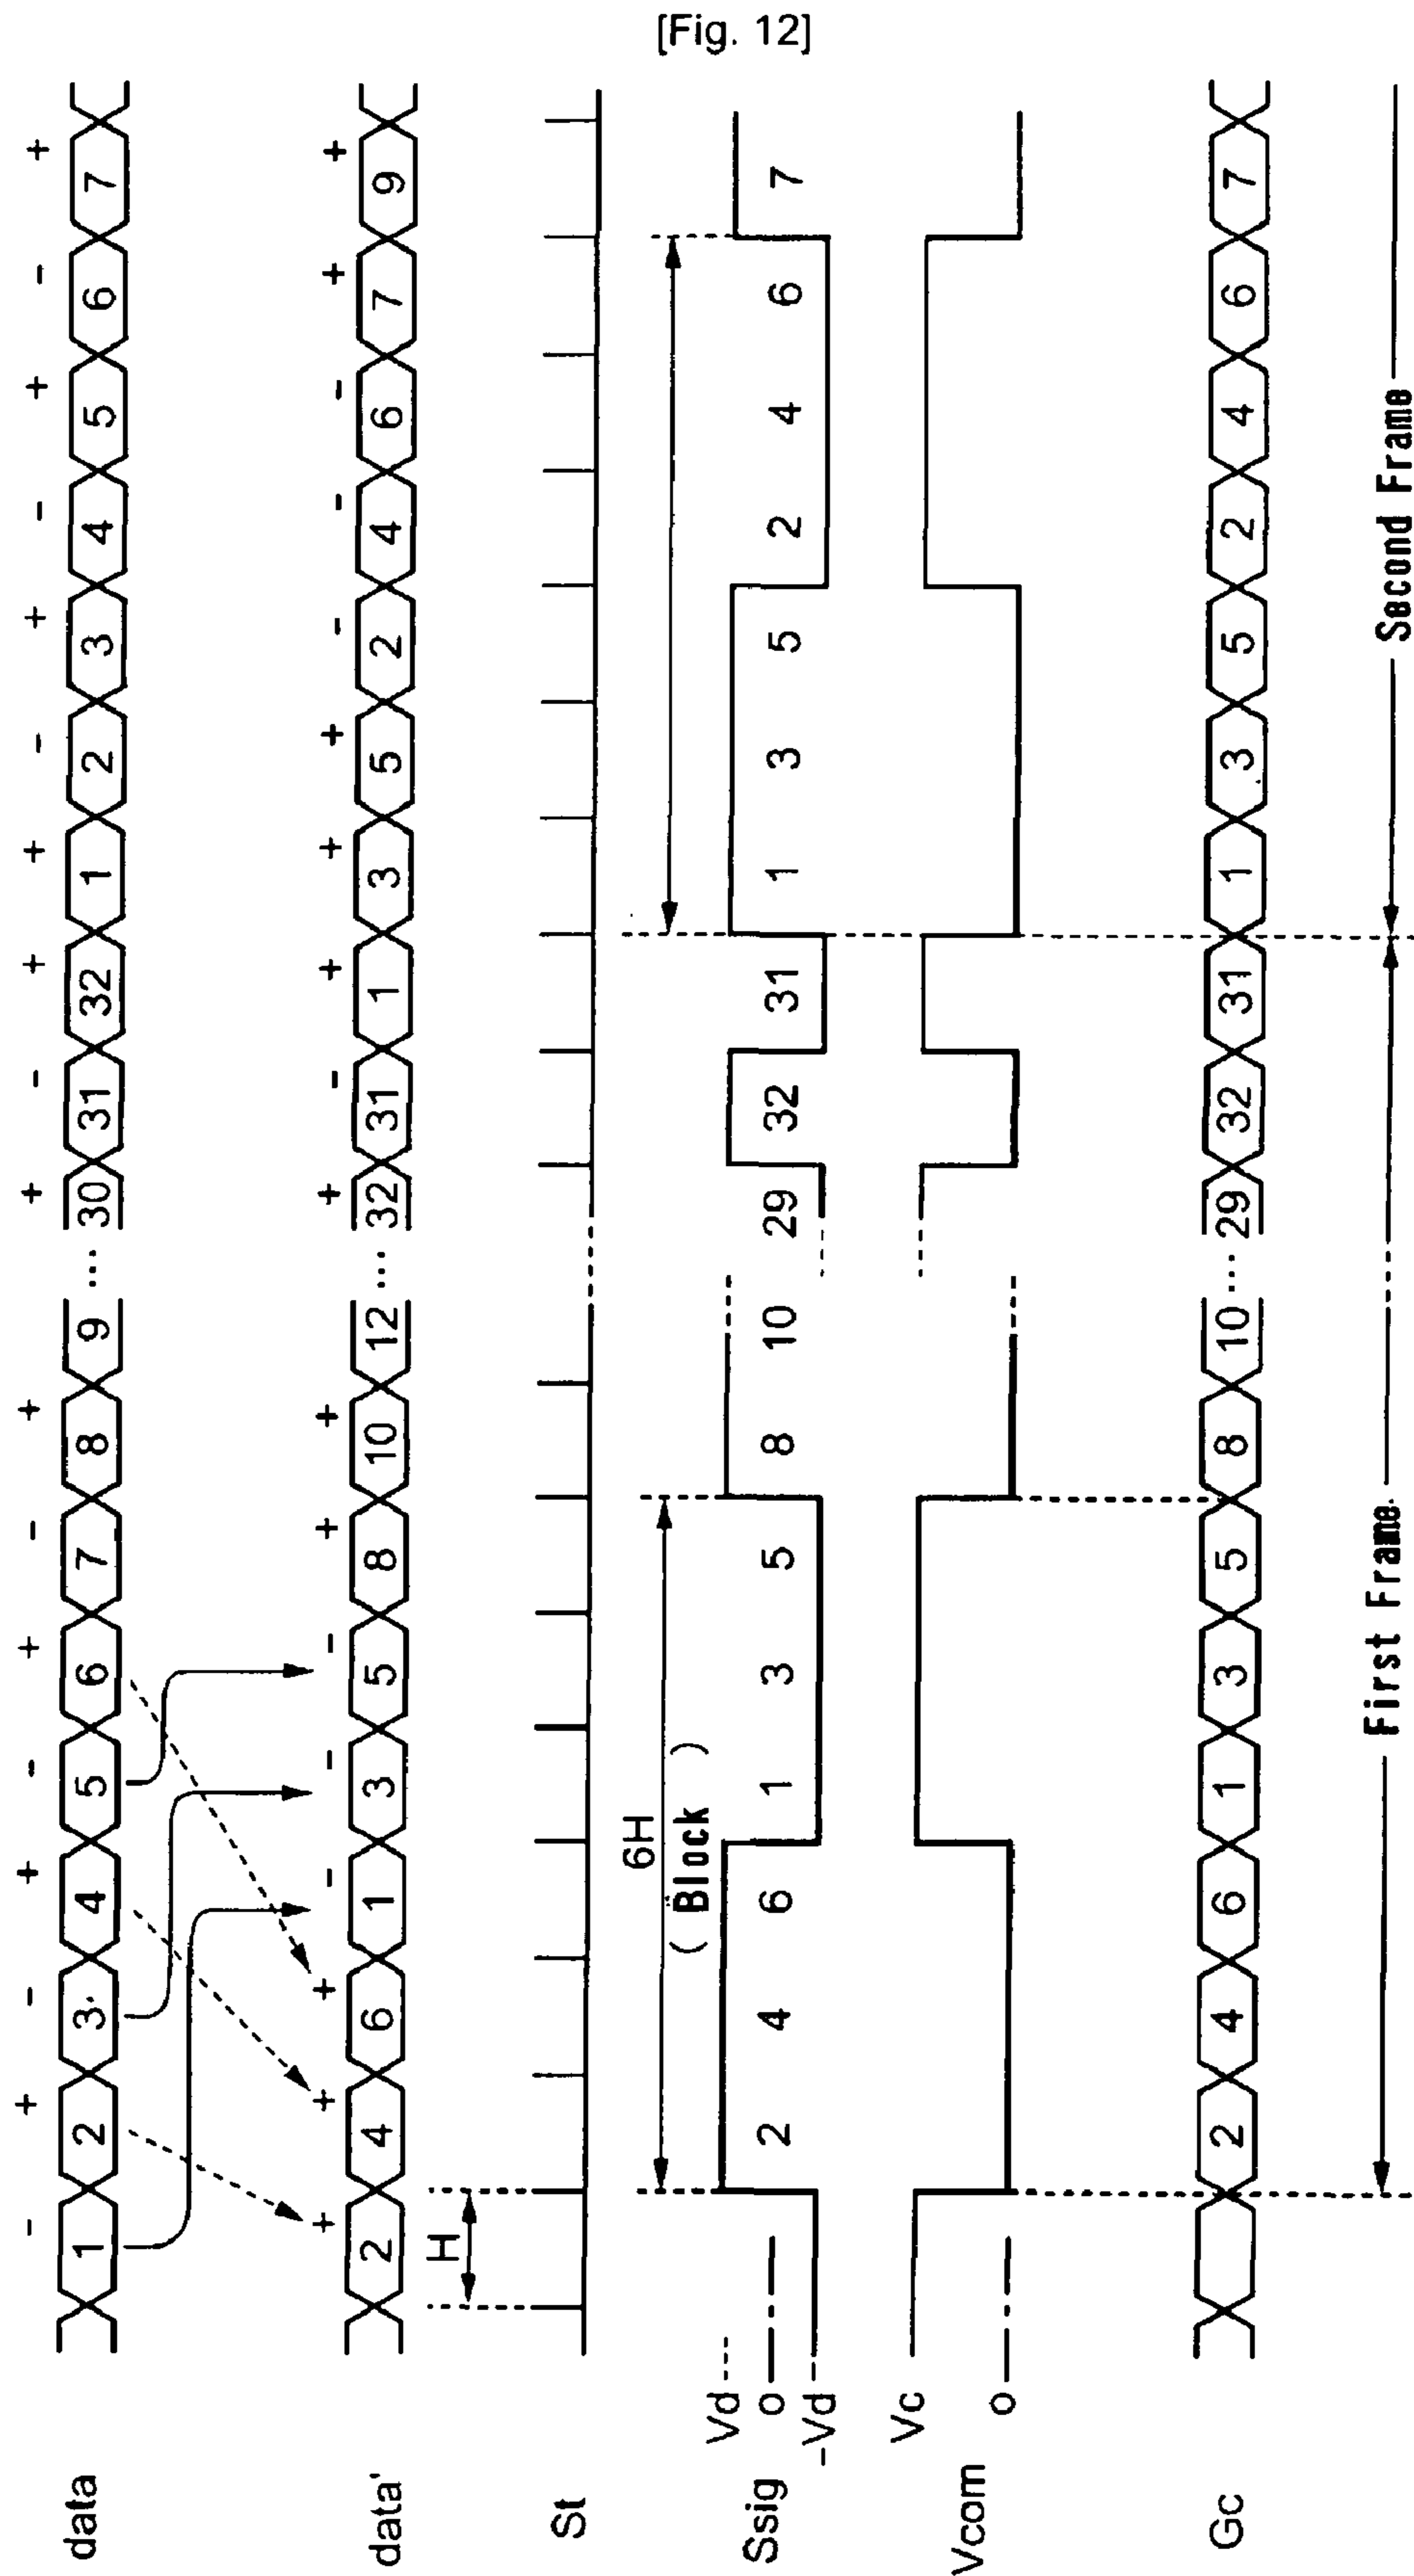 [Fig. 12]
data
- + - + - + - + + - + + - + - + - +
1 2 3 4 5 6 7 8 9 ... 30 31 32 1 2 3 4 5 6 7
data'
+ + + - - - + + + - + + + - - - + +
2 4 6 1 3 5 8 10 12 ... 32 31 1 3 5 2 4 6 7 9
H
St
6H
( Block )
Ssig
Vd
o
-Vd
2 4 6 1 3 5 8 10 29 32 31 1 3 5 2 4 6 7
Vcom
Vc
o
Gc
2 4 6 1 3 5 8 10 ... 29 32 31 1 3 5 2 4 6 7
First Frame
Second Frame